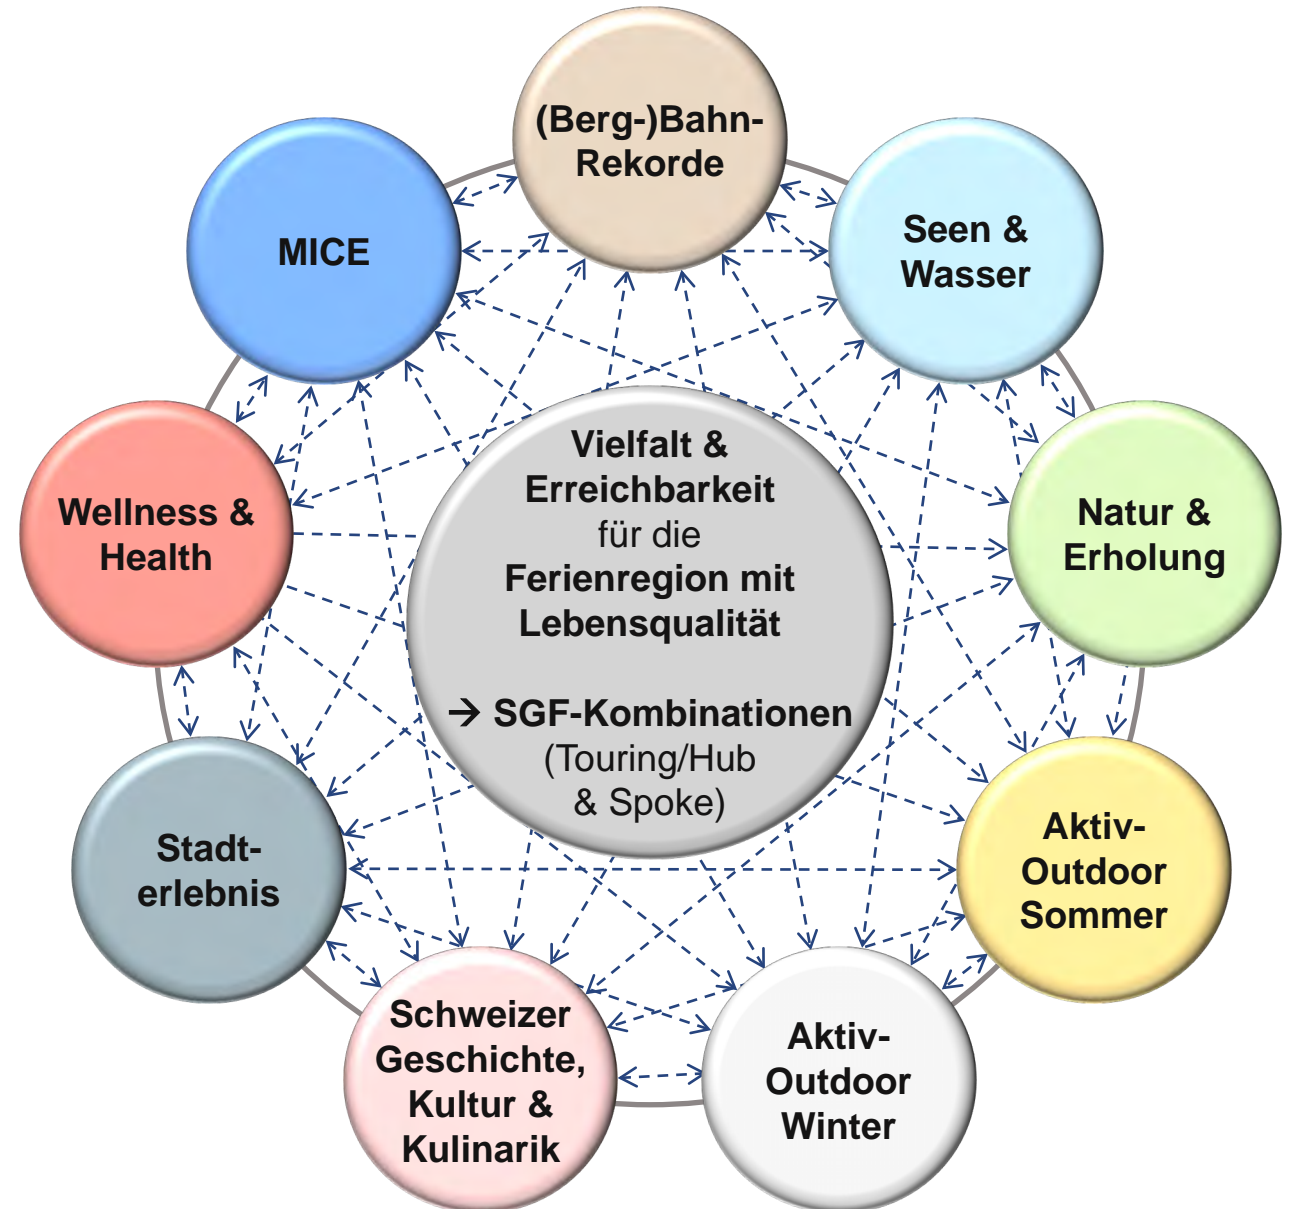 (Berg-)Bahn-
Rekorde
Seen &
Wasser
Natur &
Erholung
Aktiv-
Outdoor
Sommer
Aktiv-
Outdoor
Winter
Schweizer
Geschichte,
Kultur &
Kulinarik
Stadt-
erlebnis
Wellness &
Health
MICE
Vielfalt &
Erreichbarkeit
für die
Ferienregion mit
Lebensqualität
→ SGF-Kombinationen
(Touring/Hub
& Spoke)